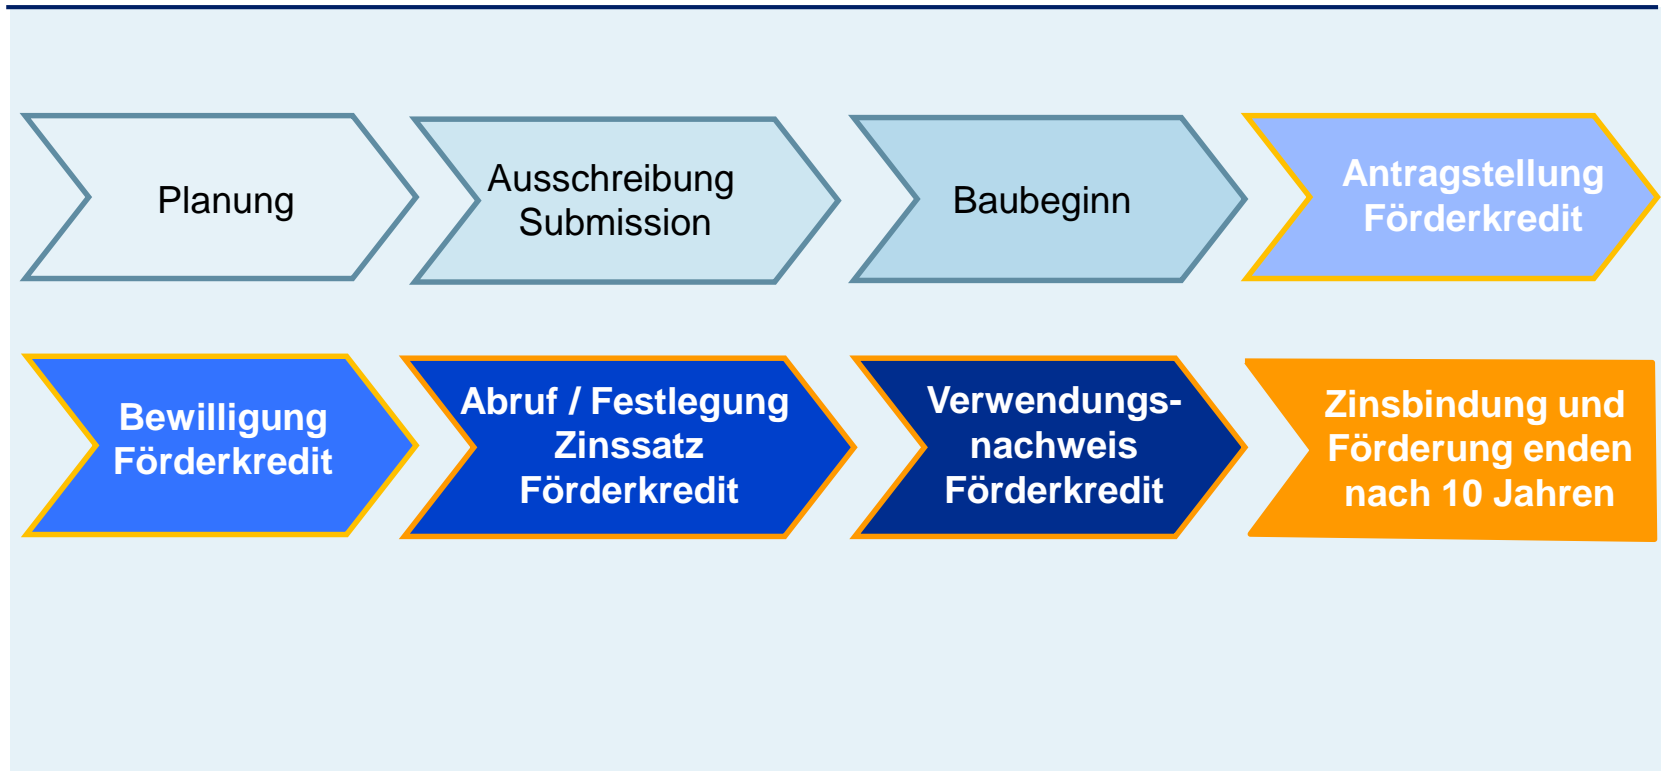 Planung
Ausschreibung
Submission
Baubeginn
Antragstellung
Förderkredit
Bewilligung
Förderkredit
Abruf / Festlegung
Zinssatz
Förderkredit
Verwendungs-
nachweis
Förderkredit
Zinsbindung und
Förderung enden
nach 10 Jahren